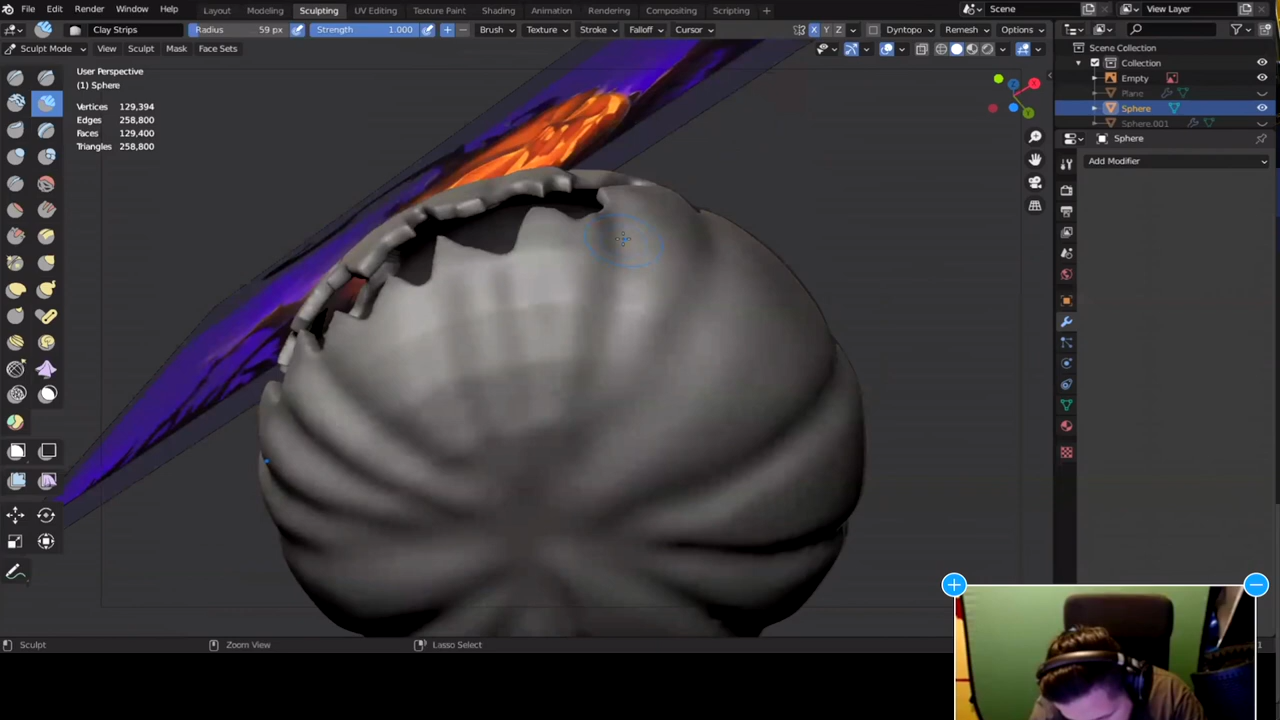 File Edit Render Window Help Layout Modeling Sculpting UV Editing Texture Paint Shading Animation Rendering Compositing Scripting + Scene View Layer
Clay Strips Radius 59 px Strength 1.000 + − Brush Texture Stroke Falloff Cursor X Y Z Dyntopo Remesh Options
Sculpt Mode View Sculpt Mask Face Sets
Scene Collection
Collection
Empty
Plane
Sphere
Sphere.001
Sphere
Add Modifier
User Perspective
(1) Sphere
Vertices 129,394
Edges 258,800
Faces 129,400
Triangles 258,800
Sculpt Zoom View Lasso Select